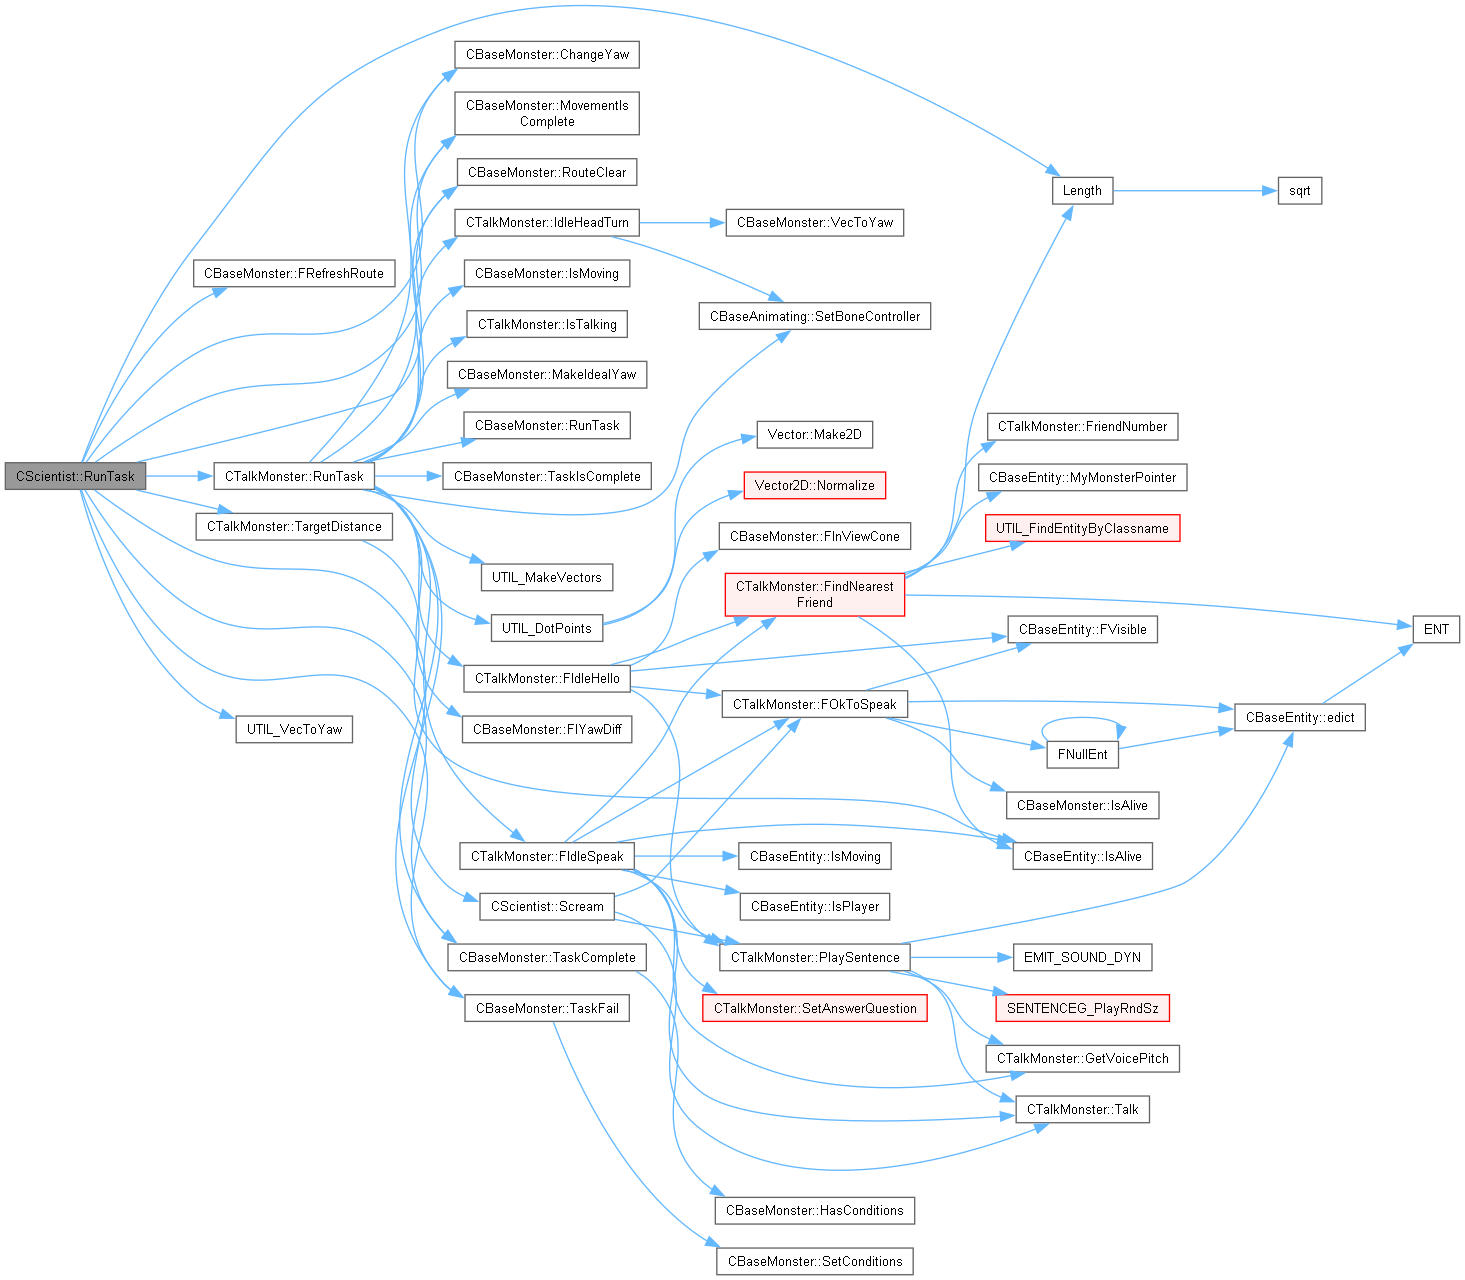 CScientist::RunTask
CBaseMonster::FRefreshRoute
CTalkMonster::RunTask
CTalkMonster::TargetDistance
UTIL_VecToYaw
CBaseMonster::ChangeYaw
CBaseMonster::MovementIs
Complete
CBaseMonster::RouteClear
CTalkMonster::IdleHeadTurn
CBaseMonster::IsMoving
CTalkMonster::IsTalking
CBaseMonster::MakeIdealYaw
CBaseMonster::RunTask
CBaseMonster::TaskIsComplete
UTIL_MakeVectors
UTIL_DotPoints
CTalkMonster::FIdleHello
CBaseMonster::FlYawDiff
CTalkMonster::FIdleSpeak
CScientist::Scream
CBaseMonster::TaskComplete
CBaseMonster::TaskFail
CBaseMonster::VecToYaw
CBaseAnimating::SetBoneController
Vector::Make2D
Vector2D::Normalize
CBaseMonster::FInViewCone
CTalkMonster::FindNearest
Friend
CTalkMonster::FOkToSpeak
CBaseEntity::IsMoving
CBaseEntity::IsPlayer
CTalkMonster::PlaySentence
CTalkMonster::SetAnswerQuestion
CBaseMonster::HasConditions
CBaseMonster::SetConditions
Length
CTalkMonster::FriendNumber
CBaseEntity::MyMonsterPointer
UTIL_FindEntityByClassname
CBaseEntity::FVisible
FNullEnt
CBaseMonster::IsAlive
CBaseEntity::IsAlive
EMIT_SOUND_DYN
SENTENCEG_PlayRndSz
CTalkMonster::GetVoicePitch
CTalkMonster::Talk
sqrt
CBaseEntity::edict
ENT